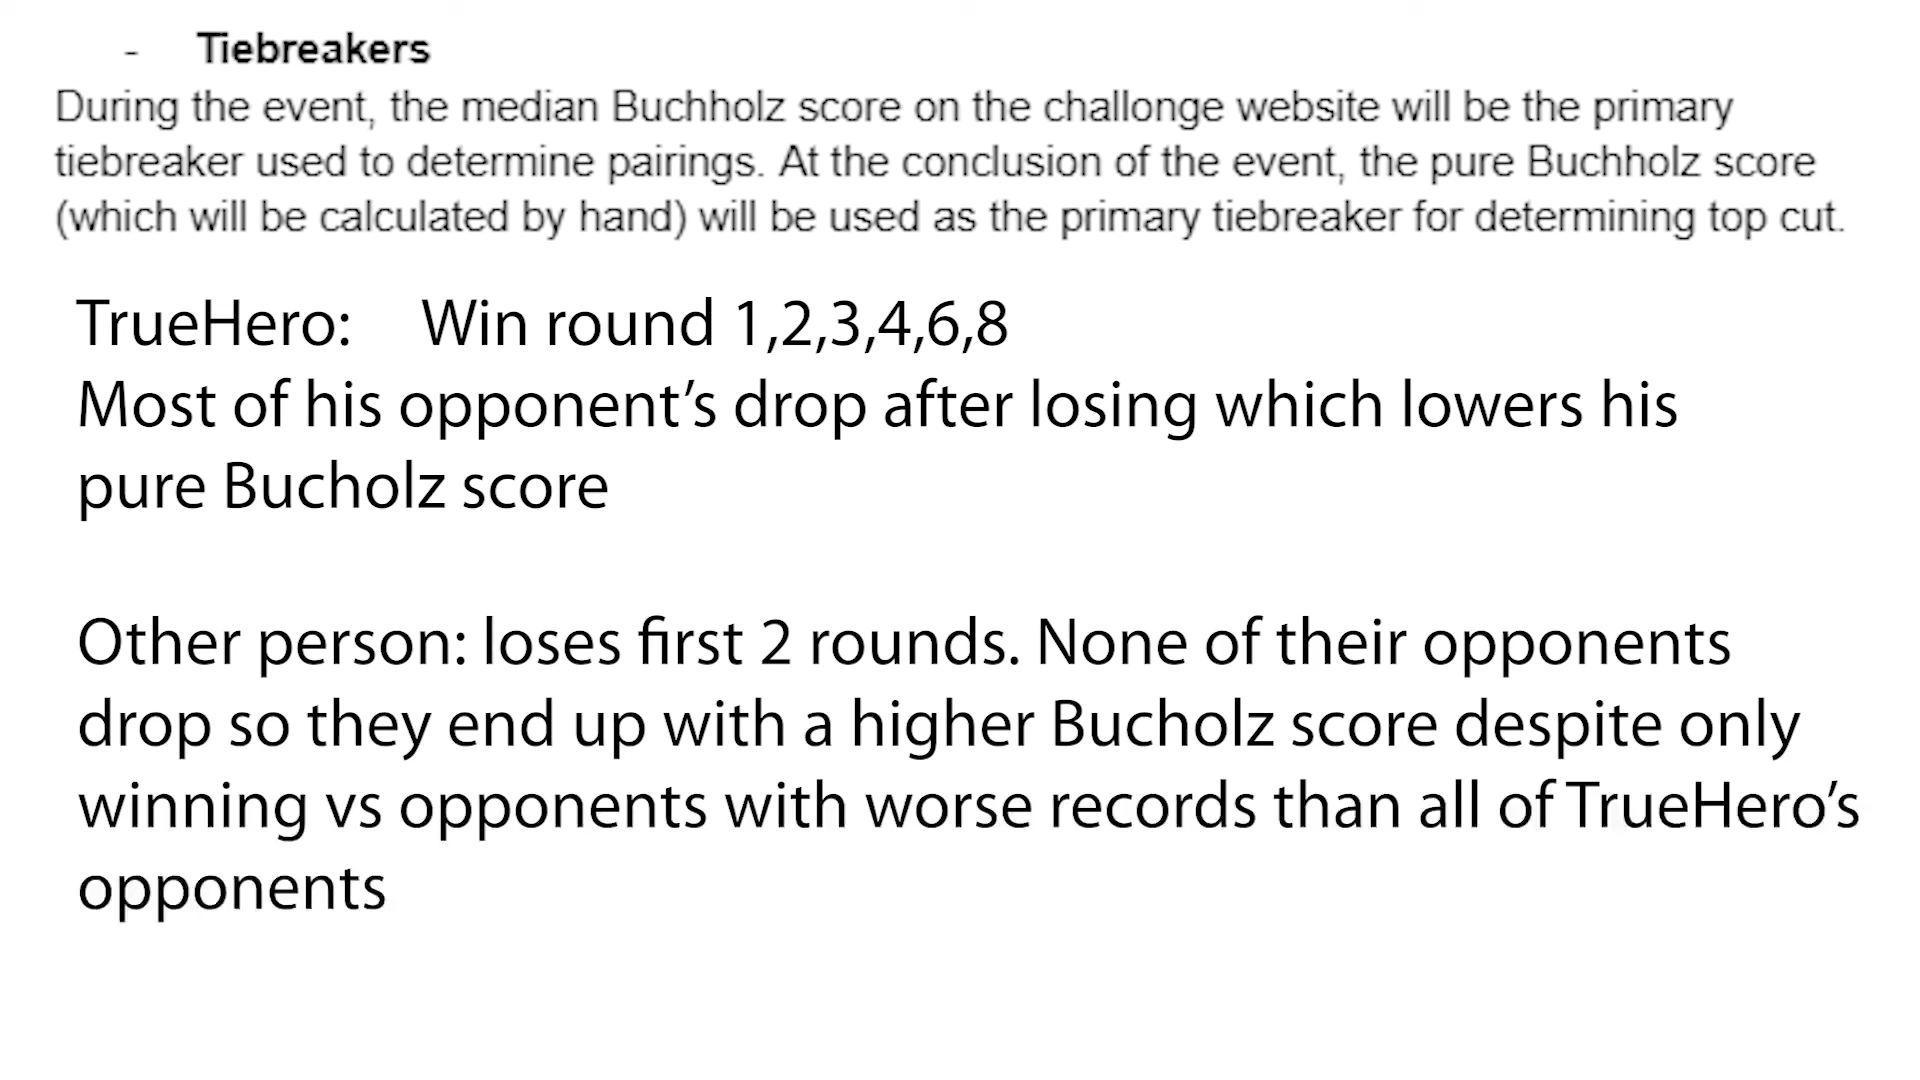 - Tiebreakers
During the event, the median Buchholz score on the challonge website will be the primary
tiebreaker used to determine pairings. At the conclusion of the event, the pure Buchholz score
(which will be calculated by hand) will be used as the primary tiebreaker for determining top cut.
TrueHero: Win round 1,2,3,4,6,8
Most of his opponent’s drop after losing which lowers his
pure Bucholz score
Other person: loses first 2 rounds. None of their opponents
drop so they end up with a higher Bucholz score despite only
winning vs opponents with worse records than all of TrueHero’s
opponents